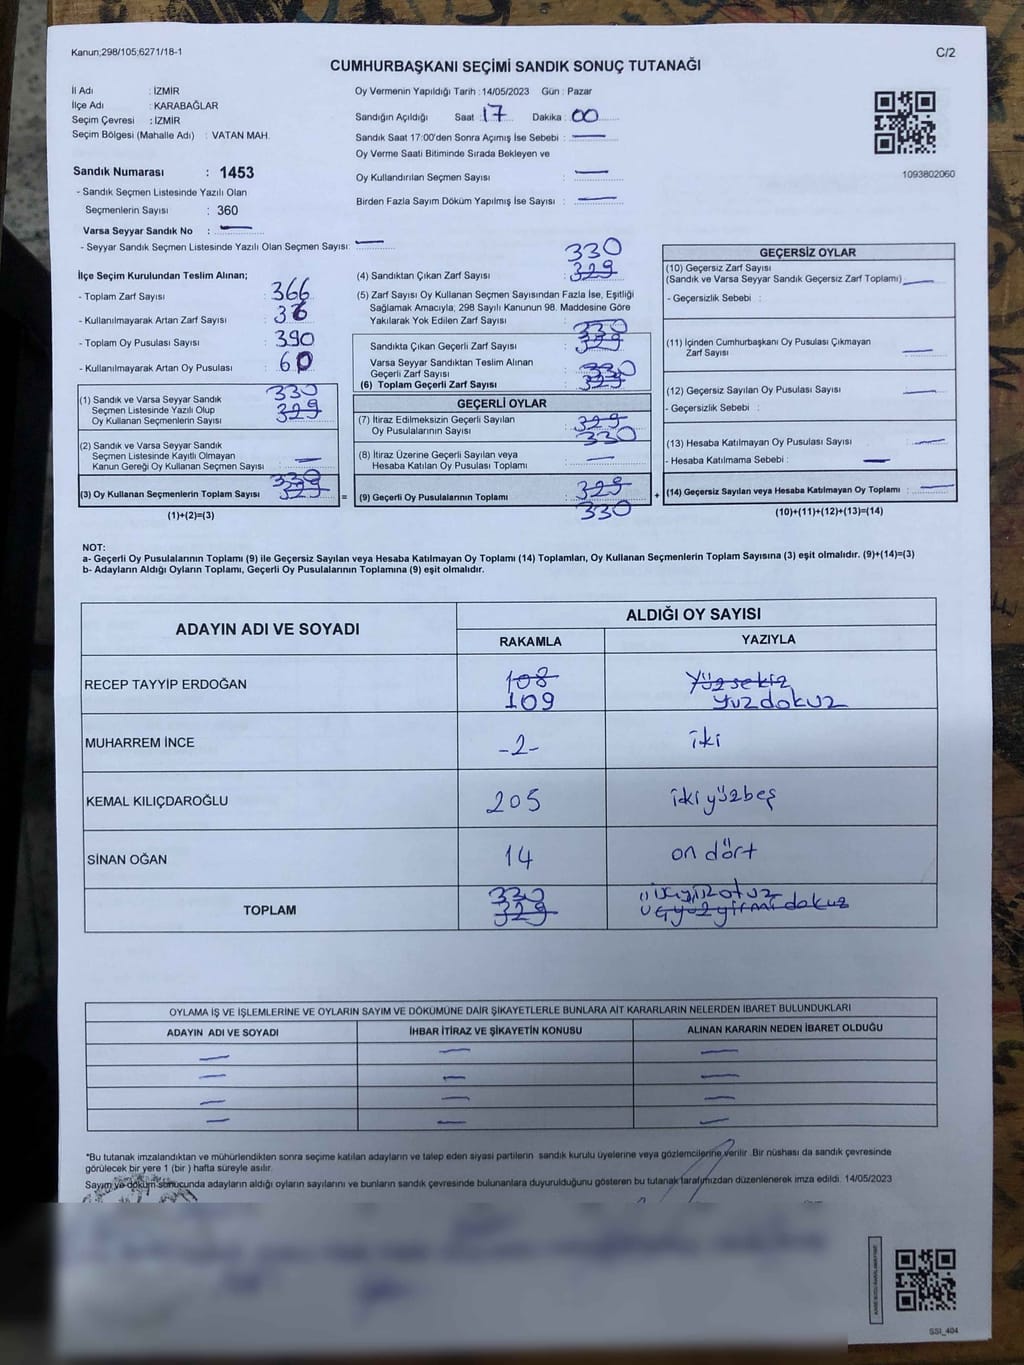 Kanun;298/105;6271/18-1
C/2
CUMHURBAŞKANI SEÇİMİ SANDIK SONUÇ TUTANAĞI
İl Adı : İZMİR
İlçe Adı : KARABAĞLAR
Seçim Çevresi : İZMİR
Seçim Bölgesi (Mahalle Adı) : VATAN MAH.
Sandık Numarası : 1453
- Sandık Seçmen Listesinde Yazılı Olan
Seçmenlerin Sayısı : 360
Varsa Seyyar Sandık No : —
- Seyyar Sandık Seçmen Listesinde Yazılı Olan Seçmen Sayısı: —
Oy Vermenin Yapıldığı Tarih : 14/05/2023 Gün : Pazar
Sandığın Açıldığı Saat : 17 Dakika : 00
Sandık Saat 17:00'den Sonra Açımış İse Sebebi : —
Oy Verme Saati Bitiminde Sırada Bekleyen ve
Oy Kullandırılan Seçmen Sayısı : —
Birden Fazla Sayım Döküm Yapılmış İse Sayısı : —
1093802060
İlçe Seçim Kurulundan Teslim Alınan;
- Toplam Zarf Sayısı : 366
- Kullanılmayarak Artan Zarf Sayısı : 36
- Toplam Oy Pusulası Sayısı : 390
- Kullanılmayarak Artan Oy Pusulası : 60
330
(1) Sandık ve Varsa Seyyar Sandık
Seçmen Listesinde Yazılı Olup
Oy Kullanan Seçmenlerin Sayısı : 329
(2) Sandık ve Varsa Seyyar Sandık
Seçmen Listesinde Kayıtlı Olmayan
Kanun Gereği Oy Kullanan Seçmen Sayısı : —
330
(3) Oy Kullanan Seçmenlerin Toplam Sayısı : 329 =
(1)+(2)=(3)
330
(4) Sandıktan Çıkan Zarf Sayısı : 329
(5) Zarf Sayısı Oy Kullanan Seçmen Sayısından Fazla İse, Eşitliği
Sağlamak Amacıyla, 298 Sayılı Kanunun 98. Maddesine Göre
Yakılarak Yok Edilen Zarf Sayısı :
330
Sandıkta Çıkan Geçerli Zarf Sayısı : 329
Varsa Seyyar Sandıktan Teslim Alınan
Geçerli Zarf Sayısı : 330
(6) Toplam Geçerli Zarf Sayısı : 329
GEÇERLİ OYLAR
(7) İtiraz Edilmeksizin Geçerli Sayılan : 329
Oy Pusulalarının Sayısı 330
(8) İtiraz Üzerine Geçerli Sayılan veya
Hesaba Katılan Oy Pusulası Toplamı : —
(9) Geçerli Oy Pusulalarının Toplamı : 329 +
330
GEÇERSİZ OYLAR
(10) Geçersiz Zarf Sayısı
(Sandık ve Varsa Seyyar Sandık Geçersiz Zarf Toplamı) : —
- Geçersizlik Sebebi :
(11) İçinden Cumhurbaşkanı Oy Pusulası Çıkmayan
Zarf Sayısı : —
(12) Geçersiz Sayılan Oy Pusulası Sayısı : —
- Geçersizlik Sebebi :
(13) Hesaba Katılmayan Oy Pusulası Sayısı : —
- Hesaba Katılmama Sebebi : —
(14) Geçersiz Sayılan veya Hesaba Katılmayan Oy Toplamı : —
(10)+(11)+(12)+(13)=(14)
NOT:
a- Geçerli Oy Pusulalarının Toplamı (9) ile Geçersiz Sayılan veya Hesaba Katılmayan Oy Toplamı (14) Toplamları, Oy Kullanan Seçmenlerin Toplam Sayısına (3) eşit olmalıdır. (9)+(14)=(3)
b- Adayların Aldığı Oyların Toplamı, Geçerli Oy Pusulalarının Toplamına (9) eşit olmalıdır.
ADAYIN ADI VE SOYADI
ALDIĞI OY SAYISI
RAKAMLA YAZIYLA
RECEP TAYYİP ERDOĞAN 108 Yüzsekiz
109 Yüzdokuz
MUHARREM İNCE -2- iki
KEMAL KILIÇDAROĞLU 205 ikiyüzbeş
SİNAN OĞAN 14 on dört
TOPLAM 330 üçyüzotuz
329 üçyüzyirmidokuz
OYLAMA İŞ VE İŞLEMLERİNE VE OYLARIN SAYIM VE DÖKÜMÜNE DAİR ŞİKAYETLERLE BUNLARA AİT KARARLARIN NELERDEN İBARET BULUNDUKLARI
ADAYIN ADI VE SOYADI İHBAR İTİRAZ VE ŞİKAYETİN KONUSU ALINAN KARARIN NEDEN İBARET OLDUĞU
— — —
— — —
— — —
— — —
*Bu tutanak imzalandıktan ve mühürlendikten sonra seçime katılan adayların ve talep eden siyasi partilerin sandık kurulu üyelerine veya gözlemcilerine verilir. Bir nüshası da sandık çevresinde
görülecek bir yere 1 (bir ) hafta süreyle asılır.
Sayım ve döküm sonucunda adayların aldığı oyların sayılarını ve bunların sandık çevresinde bulunanlara duyurulduğunu gösteren bu tutanak tarafımızdan düzenlenerek imza edildi. 14/05/2023
SSİ_404